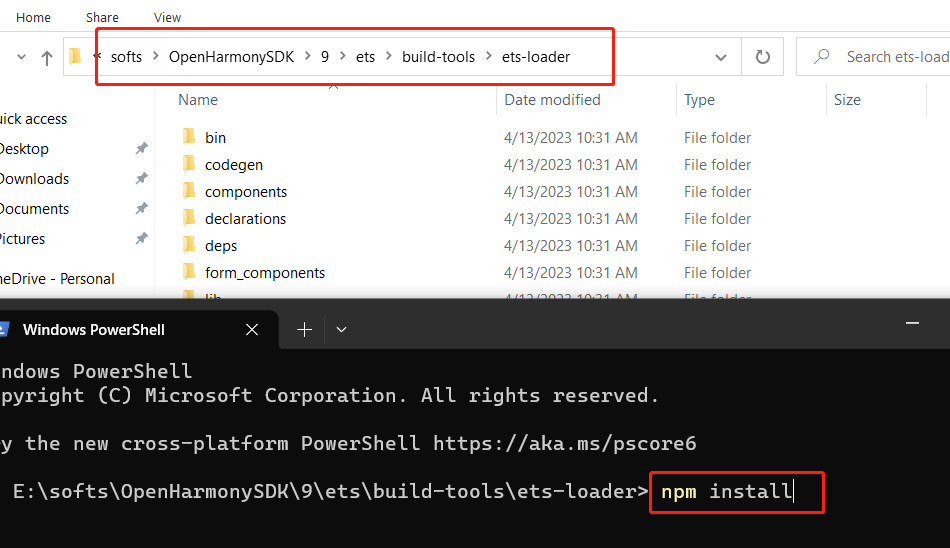 Home Share View
softs > OpenHarmonySDK > 9 > ets > build-tools > ets-loader
Search ets-load
Name Date modified Type Size
uick access
Desktop
Downloads
Documents
Pictures
neDrive - Personal
bin 4/13/2023 10:31 AM File folder
codegen 4/13/2023 10:31 AM File folder
components 4/13/2023 10:31 AM File folder
declarations 4/13/2023 10:31 AM File folder
deps 4/13/2023 10:31 AM File folder
form_components 4/13/2023 10:31 AM File folder
lib 4/13/2023 10:31 AM File folder
Windows PowerShell
ndows PowerShell
pyright (C) Microsoft Corporation. All rights reserved.
y the new cross-platform PowerShell https://aka.ms/pscore6
E:\softs\OpenHarmonySDK\9\ets\build-tools\ets-loader> npm install